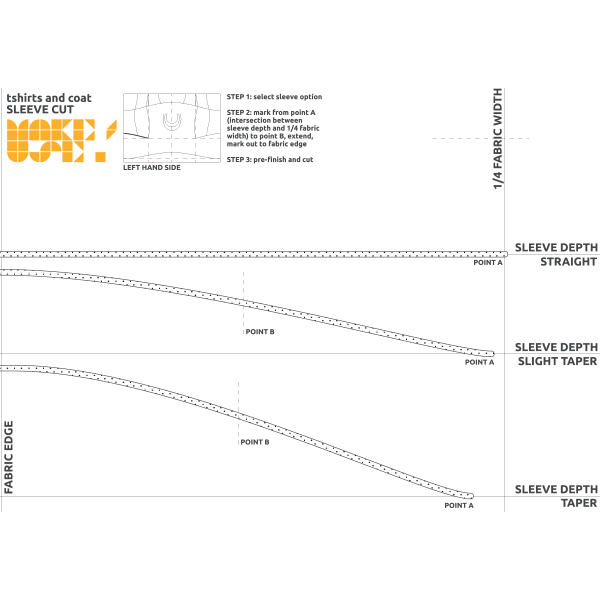 tshirts and coat
SLEEVE CUT
MAKE/
USE!
LEFT HAND SIDE
STEP 1: select sleeve option
STEP 2: mark from point A
(intersection between
sleeve depth and 1/4 fabric
width) to point B, extend,
mark out to fabric edge
STEP 3: pre-finish and cut
1/4 FABRIC WIDTH
SLEEVE DEPTH
STRAIGHT
POINT A
POINT B
SLEEVE DEPTH
SLIGHT TAPER
POINT A
POINT B
FABRIC EDGE
SLEEVE DEPTH
TAPER
POINT A